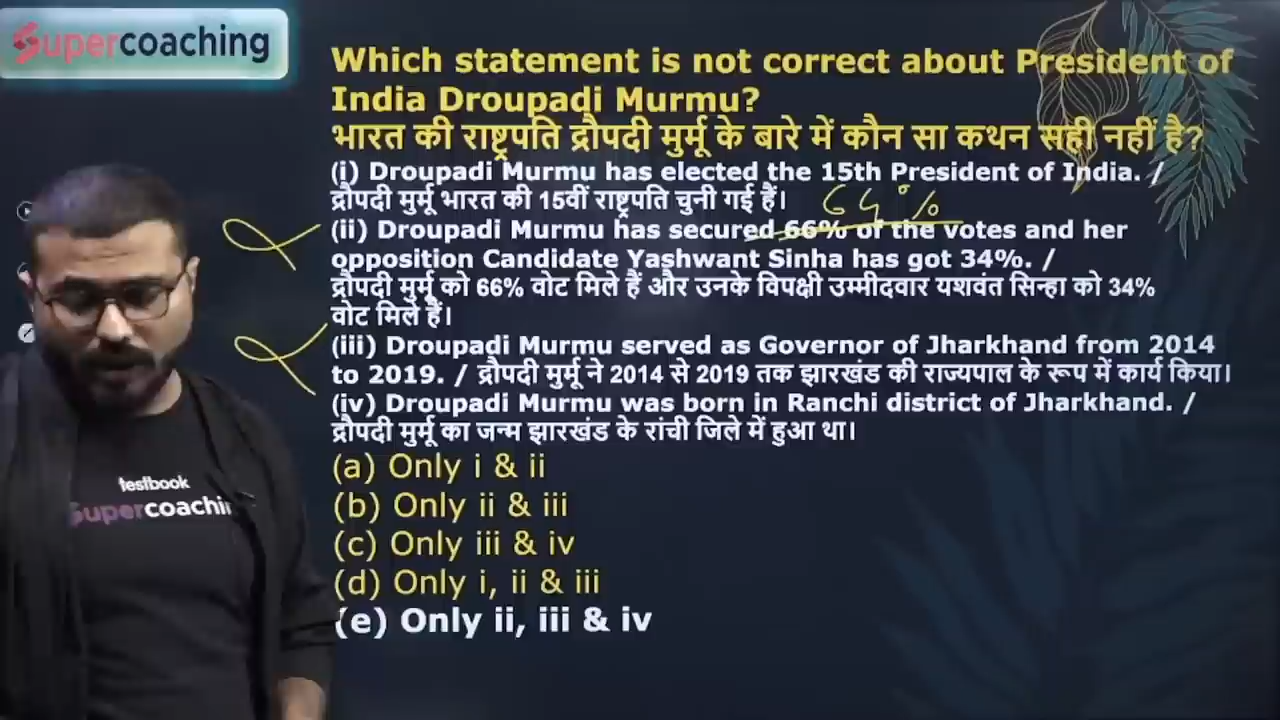 Supercoaching
Which statement is not correct about President of
India Droupadi Murmu?
भारत की राष्ट्रपति द्रौपदी मुर्मू के बारे में कौन सा कथन सही नहीं है?
(i) Droupadi Murmu has elected the 15th President of India. /
द्रौपदी मुर्मू भारत की 15वीं राष्ट्रपति चुनी गई हैं।
64%
(ii) Droupadi Murmu has secured 66% of the votes and her
opposition Candidate Yashwant Sinha has got 34%. /
द्रौपदी मुर्मू को 66% वोट मिले हैं और उनके विपक्षी उम्मीदवार यशवंत सिन्हा को 34%
वोट मिले हैं।
(iii) Droupadi Murmu served as Governor of Jharkhand from 2014
to 2019. / द्रौपदी मुर्मू ने 2014 से 2019 तक झारखंड की राज्यपाल के रूप में कार्य किया।
(iv) Droupadi Murmu was born in Ranchi district of Jharkhand. /
द्रौपदी मुर्मू का जन्म झारखंड के रांची जिले में हुआ था।
(a) Only i & ii
(b) Only ii & iii
(c) Only iii & iv
(d) Only i, ii & iii
(e) Only ii, iii & iv
testbook
Supercoachin